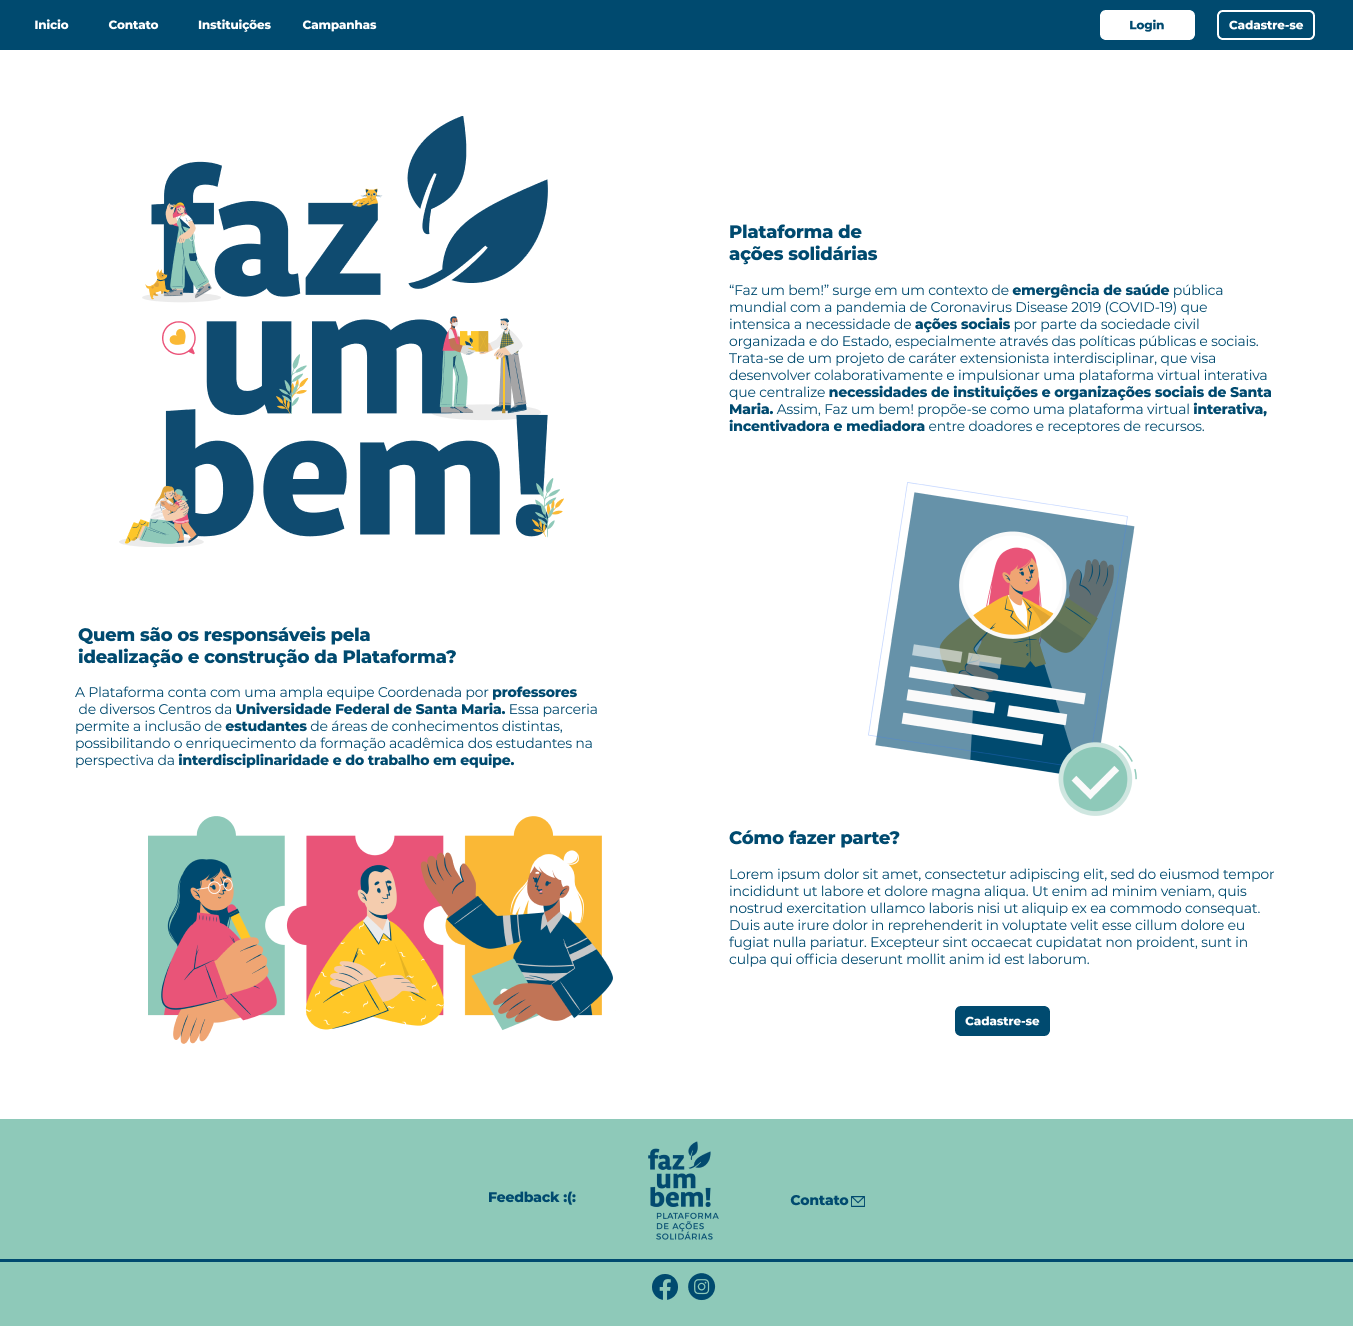 Inicio
Contato
Instituições
Campanhas
Login
Cadastre-se
faz
um
bem!
Plataforma de
ações solidárias
“Faz um bem!” surge em um contexto de emergência de saúde pública
mundial com a pandemia de Coronavirus Disease 2019 (COVID-19) que
intensica a necessidade de ações sociais por parte da sociedade civil
organizada e do Estado, especialmente através das políticas públicas e sociais.
Trata-se de um projeto de caráter extensionista interdisciplinar, que visa
desenvolver colaborativamente e impulsionar uma plataforma virtual interativa
que centralize necessidades de instituições e organizações sociais de Santa
Maria. Assim, Faz um bem! propõe-se como uma plataforma virtual interativa,
incentivadora e mediadora entre doadores e receptores de recursos.
Quem são os responsáveis pela
idealização e construção da Plataforma?
A Plataforma conta com uma ampla equipe Coordenada por professores
de diversos Centros da Universidade Federal de Santa Maria. Essa parceria
permite a inclusão de estudantes de áreas de conhecimentos distintas,
possibilitando o enriquecimento da formação acadêmica dos estudantes na
perspectiva da interdisciplinaridade e do trabalho em equipe.
Cómo fazer parte?
Lorem ipsum dolor sit amet, consectetur adipiscing elit, sed do eiusmod tempor
incididunt ut labore et dolore magna aliqua. Ut enim ad minim veniam, quis
nostrud exercitation ullamco laboris nisi ut aliquip ex ea commodo consequat.
Duis aute irure dolor in reprehenderit in voluptate velit esse cillum dolore eu
fugiat nulla pariatur. Excepteur sint occaecat cupidatat non proident, sunt in
culpa qui officia deserunt mollit anim id est laborum.
Cadastre-se
Feedback :(:
faz
um
bem!
PLATAFORMA
DE AÇÕES
SOLIDÁRIAS
Contato